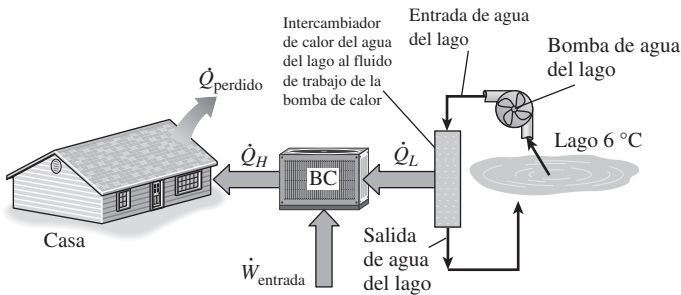 Intercambiador
de calor del agua
del lago al fluido
de trabajo de la
bomba de calor
Entrada de agua
del lago
Bomba de agua
del lago
Q̇perdido
Lago 6 °C
Q̇H
BC
Q̇L
Casa
Ẇentrada
Salida
de agua
del lago